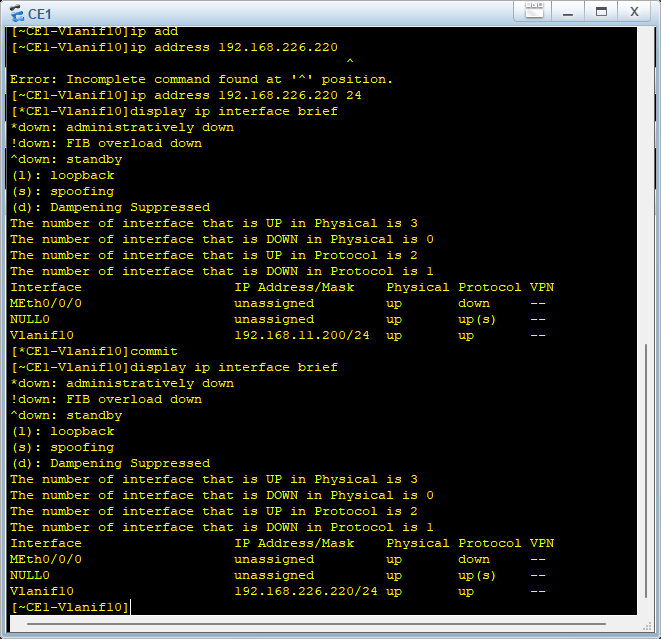 CE1
[~CE1-Vlanif10]ip add
[~CE1-Vlanif10]ip address 192.168.226.220
^
Error: Incomplete command found at '^' position.
[~CE1-Vlanif10]ip address 192.168.226.220 24
[*CE1-Vlanif10]display ip interface brief
*down: administratively down
!down: FIB overload down
^down: standby
(l): loopback
(s): spoofing
(d): Dampening Suppressed
The number of interface that is UP in Physical is 3
The number of interface that is DOWN in Physical is 0
The number of interface that is UP in Protocol is 2
The number of interface that is DOWN in Protocol is 1
Interface                   IP Address/Mask    Physical Protocol VPN
MEth0/0/0                   unassigned         up       down     --
NULL0                       unassigned         up       up(s)    --
Vlanif10                    192.168.11.200/24  up       up       --
[*CE1-Vlanif10]commit
[~CE1-Vlanif10]display ip interface brief
*down: administratively down
!down: FIB overload down
^down: standby
(l): loopback
(s): spoofing
(d): Dampening Suppressed
The number of interface that is UP in Physical is 3
The number of interface that is DOWN in Physical is 0
The number of interface that is UP in Protocol is 2
The number of interface that is DOWN in Protocol is 1
Interface                   IP Address/Mask    Physical Protocol VPN
MEth0/0/0                   unassigned         up       down     --
NULL0                       unassigned         up       up(s)    --
Vlanif10                    192.168.226.220/24 up       up       --
[~CE1-Vlanif10]